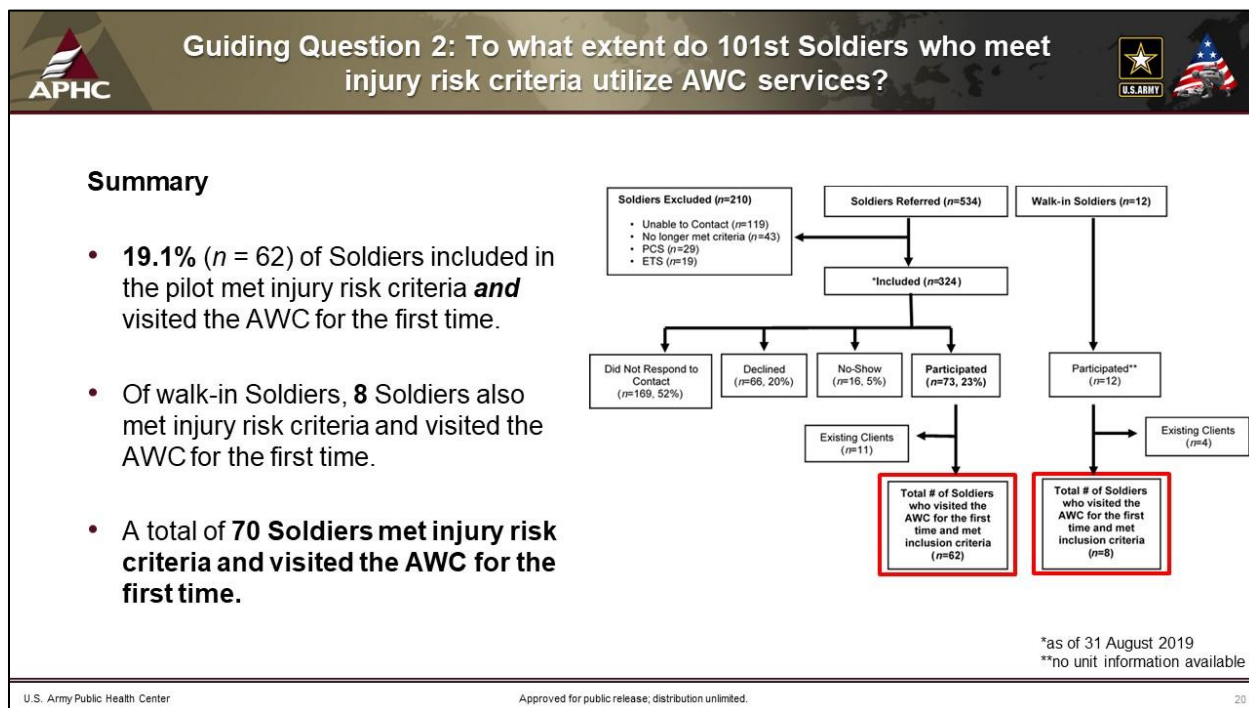 Guiding Question 2: To what extent do 101st Soldiers who meet
injury risk criteria utilize AWC services?
APHC
U.S.ARMY
Summary
• 19.1% (n = 62) of Soldiers included in
the pilot met injury risk criteria and
visited the AWC for the first time.
• Of walk-in Soldiers, 8 Soldiers also
met injury risk criteria and visited the
AWC for the first time.
• A total of 70 Soldiers met injury risk
criteria and visited the AWC for the
first time.
Soldiers Excluded (n=210)
• Unable to Contact (n=119)
• No longer met criteria (n=43)
• PCS (n=29)
• ETS (n=19)
Soldiers Referred (n=534)
Walk-in Soldiers (n=12)
*Included (n=324)
Did Not Respond to
Contact
(n=169, 52%)
Declined
(n=66, 20%)
No-Show
(n=16, 5%)
Participated
(n=73, 23%)
Participated**
(n=12)
Existing Clients
(n=11)
Existing Clients
(n=4)
Total # of Soldiers
who visited the
AWC for the first
time and met
inclusion criteria
(n=62)
Total # of Soldiers
who visited the
AWC for the first
time and met
inclusion criteria
(n=8)
*as of 31 August 2019
**no unit information available
U.S. Army Public Health Center
Approved for public release; distribution unlimited.
20